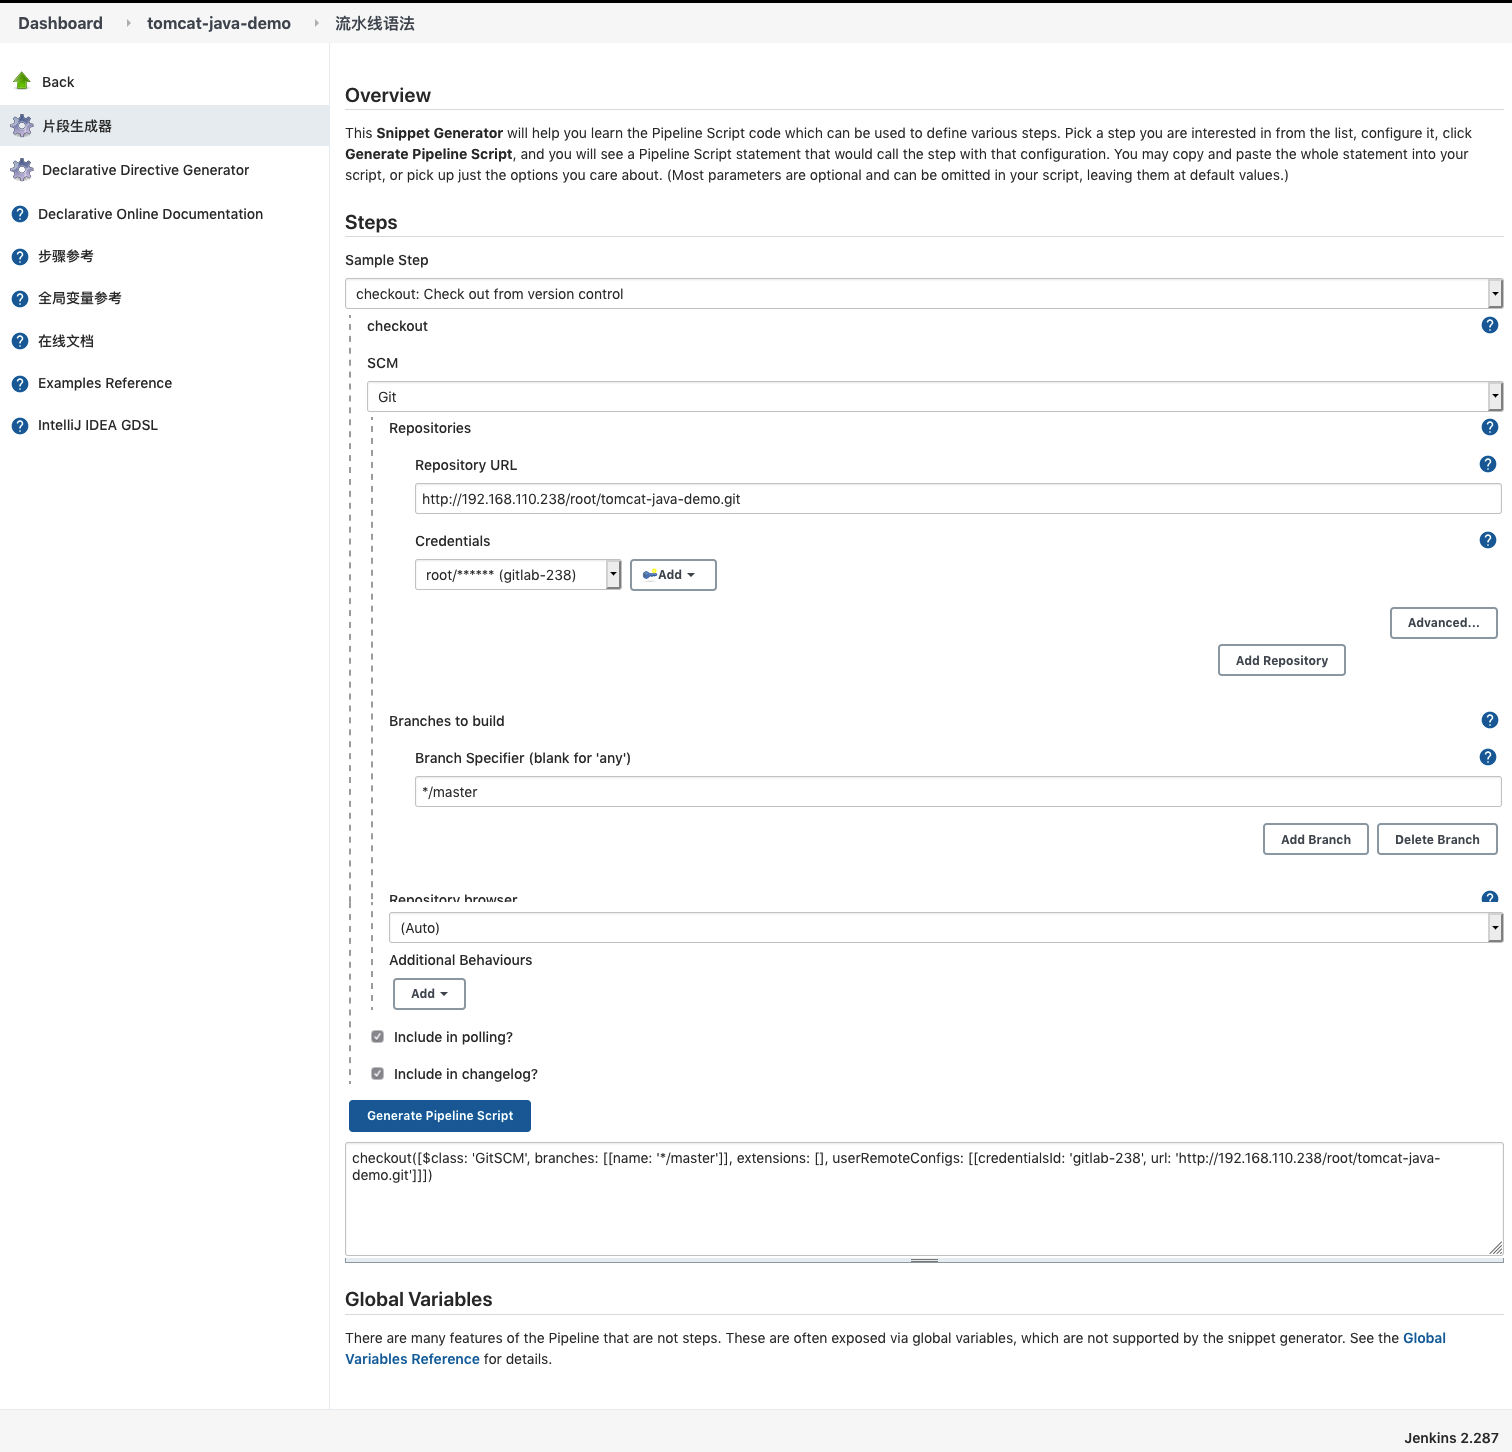 Dashboard
tomcat-java-demo
流水线语法
Back
片段生成器
Declarative Directive Generator
Declarative Online Documentation
步骤参考
全局变量参考
在线文档
Examples Reference
IntelliJ IDEA GDSL
Overview
This Snippet Generator will help you learn the Pipeline Script code which can be used to define various steps. Pick a step you are interested in from the list, configure it, click
Generate Pipeline Script, and you will see a Pipeline Script statement that would call the step with that configuration. You may copy and paste the whole statement into your
script, or pick up just the options you care about. (Most parameters are optional and can be omitted in your script, leaving them at default values.)
Steps
Sample Step
checkout: Check out from version control
checkout
SCM
Git
Repositories
Repository URL
http://192.168.110.238/root/tomcat-java-demo.git
Credentials
root/****** (gitlab-238)
Add
Advanced...
Add Repository
Branches to build
Branch Specifier (blank for 'any')
*/master
Add Branch
Delete Branch
Repository browser
(Auto)
Additional Behaviours
Add
Include in polling?
Include in changelog?
Generate Pipeline Script
checkout([$class: 'GitSCM', branches: [[name: '*/master']], extensions: [], userRemoteConfigs: [[credentialsId: 'gitlab-238', url: 'http://192.168.110.238/root/tomcat-java-
demo.git']]])
Global Variables
There are many features of the Pipeline that are not steps. These are often exposed via global variables, which are not supported by the snippet generator. See the Global
Variables Reference for details.
Jenkins 2.287